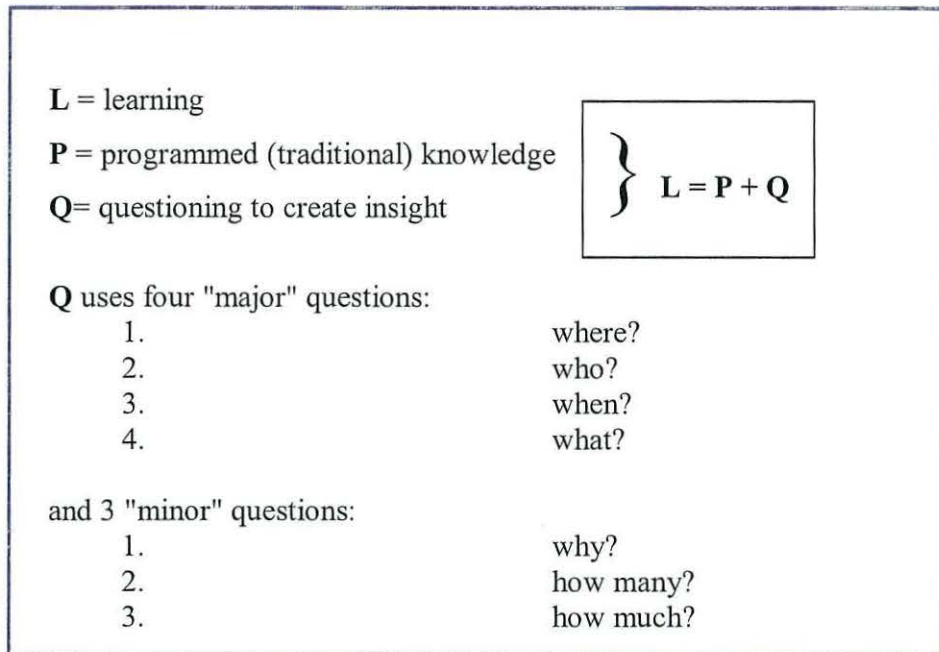 L = learning
P = programmed (traditional) knowledge
Q= questioning to create insight
} L = P + Q
Q uses four "major" questions:
1. where?
2. who?
3. when?
4. what?
and 3 "minor" questions:
1. why?
2. how many?
3. how much?